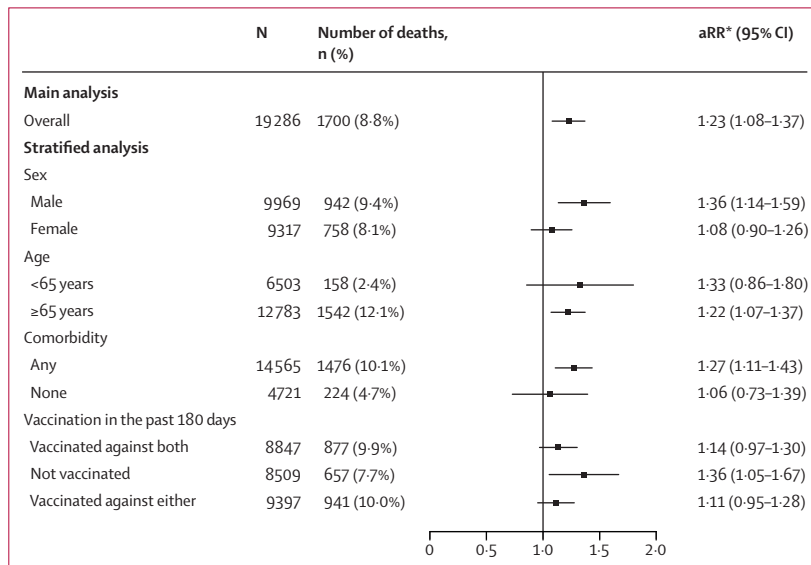 N Number of deaths, aRR* (95% CI)
n (%)
Main analysis
Overall 19 286 1700 (8·8%) 1·23 (1·08–1·37)
Stratified analysis
Sex
Male 9969 942 (9·4%) 1·36 (1·14–1·59)
Female 9317 758 (8·1%) 1·08 (0·90–1·26)
Age
<65 years 6503 158 (2·4%) 1·33 (0·86–1·80)
≥65 years 12 783 1542 (12·1%) 1·22 (1·07–1·37)
Comorbidity
Any 14 565 1476 (10·1%) 1·27 (1·11–1·43)
None 4721 224 (4·7%) 1·06 (0·73–1·39)
Vaccination in the past 180 days
Vaccinated against both 8847 877 (9·9%) 1·14 (0·97–1·30)
Not vaccinated 8509 657 (7·7%) 1·36 (1·05–1·67)
Vaccinated against either 9397 941 (10·0%) 1·11 (0·95–1·28)
0 0·5 1·0 1·5 2·0